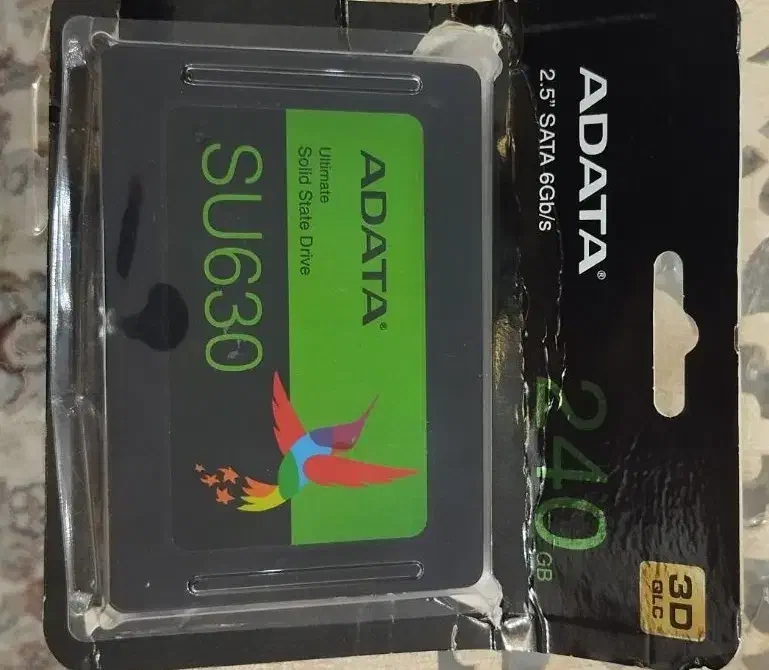 ADATA®
2.5" SATA 6Gb/s
240 GB
3D
QLC
ADATA®
Ultimate
Solid State Drive
SU630